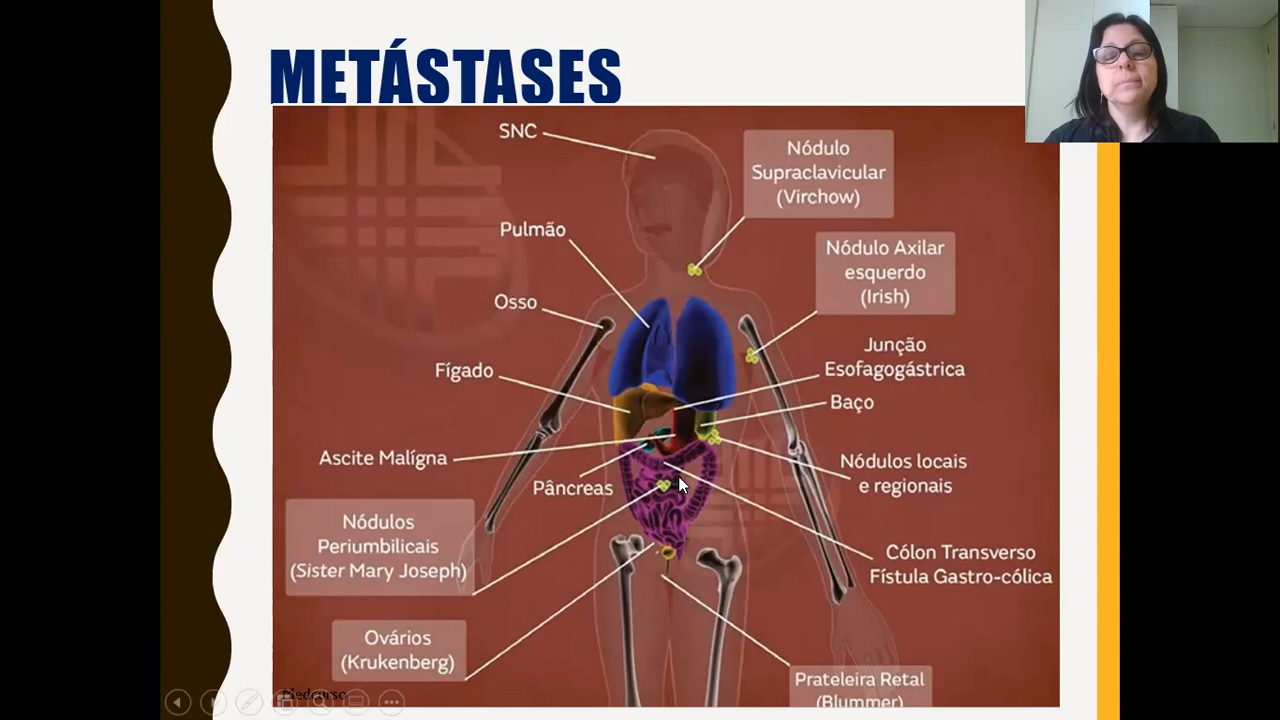 METÁSTASES
SNC
Nódulo
Supraclavicular
(Virchow)
Pulmão
Nódulo Axilar
esquerdo
(Irish)
Osso
Junção
Esofagogástrica
Fígado
Baço
Ascite Malígna
Nódulos locais
e regionais
Pâncreas
Nódulos
Periumbilicais
(Sister Mary Joseph)
Cólon Transverso
Fístula Gastro-cólica
Ovários
(Krukenberg)
Prateleira Retal
(Blummer)
Medcurso